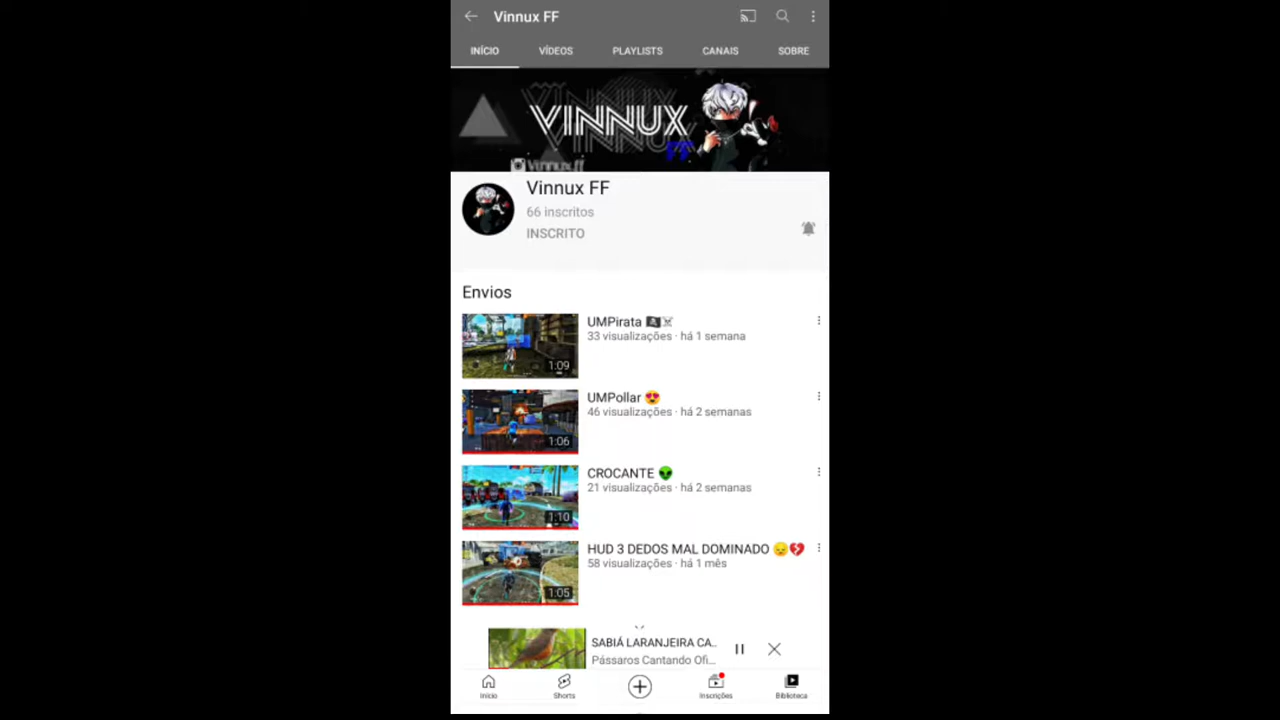 Vinnux FF
INÍCIO VÍDEOS PLAYLISTS CANAIS SOBRE
VINNUX
FF
Vinnux.ff
Vinnux FF
66 inscritos
INSCRITO
Envios
UMPirata 🏴‍☠️☠️
33 visualizações · há 1 semana
1:09
UMPollar 😍
46 visualizações · há 2 semanas
1:06
CROCANTE 👽
21 visualizações · há 2 semanas
1:10
HUD 3 DEDOS MAL DOMINADO 😞💔
58 visualizações · há 1 mês
1:05
SABIÁ LARANJEIRA CA...
Pássaros Cantando Ofi...
Início Shorts Inscrições Biblioteca